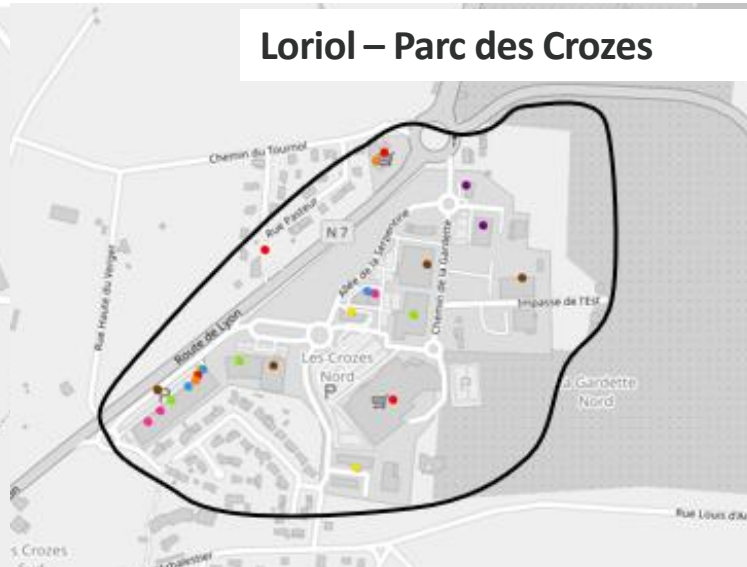 Loriol – Parc des Crozes
Chemin du Tournol
Rue Pasteur
N 7
Allée de la Serpentine
Chemin de la Gardette
Rue Haute du Verger
Impasse de l'Est
Route de Lyon
Les Crozes
Nord
P
P
P
La Gardette
Nord
Rue Louis d'A
s Crozes